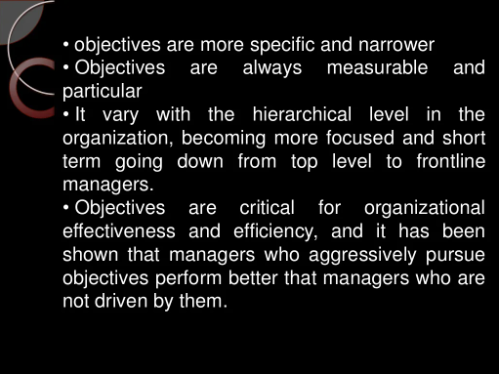 • objectives are more specific and narrower
• Objectives are always measurable and
particular
• It vary with the hierarchical level in the
organization, becoming more focused and short
term going down from top level to frontline
managers.
• Objectives are critical for organizational
effectiveness and efficiency, and it has been
shown that managers who aggressively pursue
objectives perform better that managers who are
not driven by them.